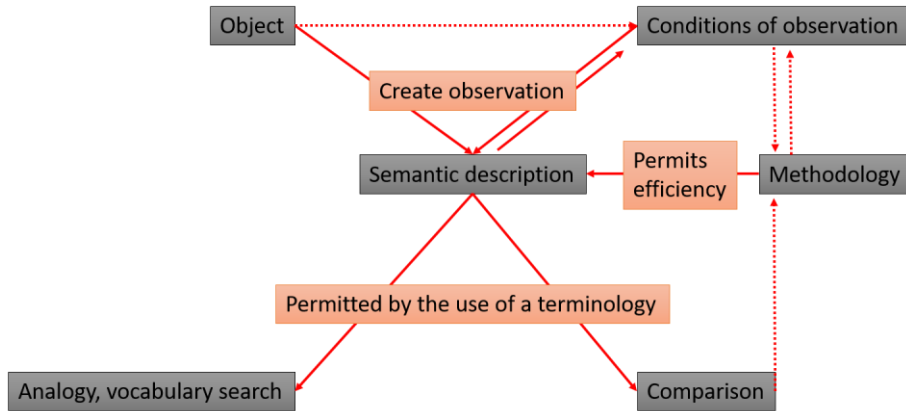 Object
Conditions of observation
Create observation
Semantic description
Permits
efficiency
Methodology
Permitted by the use of a terminology
Analogy, vocabulary search
Comparison